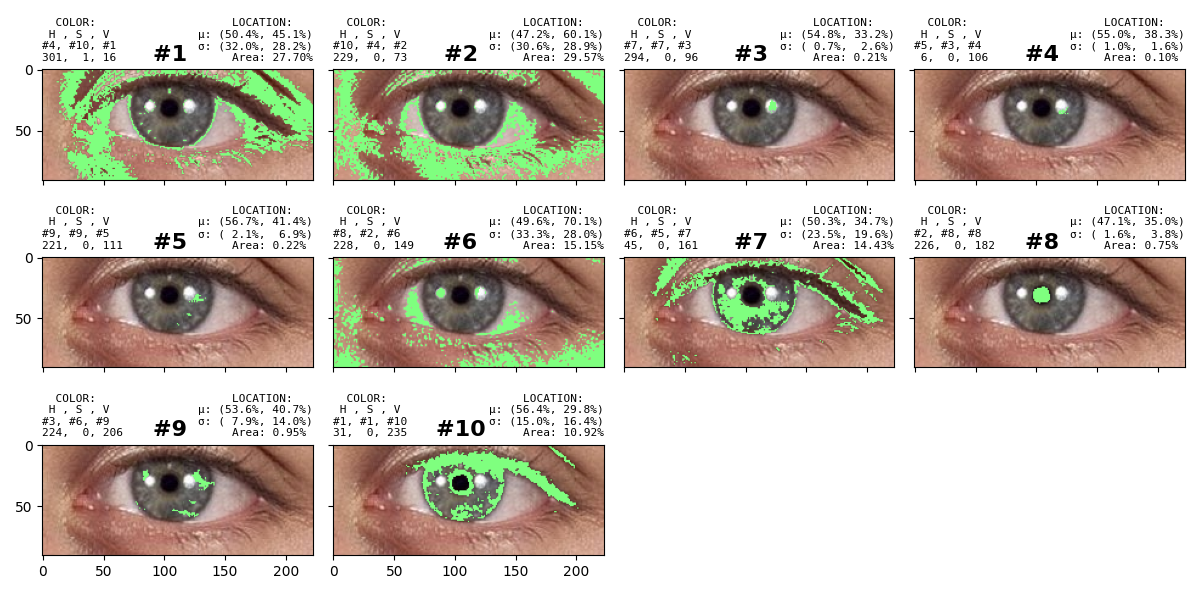 COLOR: LOCATION:
H , S , V μ: (50.4%, 45.1%)
#4, #10, #1 σ: (32.0%, 28.2%)
301, 1, 16 Area: 27.70%
#1
COLOR: LOCATION:
H , S , V μ: (47.2%, 60.1%)
#10, #4, #2 σ: (30.6%, 28.9%)
229, 0, 73 Area: 29.57%
#2
COLOR: LOCATION:
H , S , V μ: (54.8%, 33.2%)
#7, #7, #3 σ: ( 0.7%, 2.6%)
294, 0, 96 Area: 0.21%
#3
COLOR: LOCATION:
H , S , V μ: (55.0%, 38.3%)
#5, #3, #4 σ: ( 1.0%, 1.6%)
6, 0, 106 Area: 0.10%
#4
0
50
COLOR: LOCATION:
H , S , V μ: (56.7%, 41.4%)
#9, #9, #5 σ: ( 2.1%, 6.9%)
221, 0, 111 Area: 0.22%
#5
COLOR: LOCATION:
H , S , V μ: (49.6%, 70.1%)
#8, #2, #6 σ: (33.3%, 28.0%)
228, 0, 149 Area: 15.15%
#6
COLOR: LOCATION:
H , S , V μ: (50.3%, 34.7%)
#6, #5, #7 σ: (23.5%, 19.6%)
45, 0, 161 Area: 14.43%
#7
COLOR: LOCATION:
H , S , V μ: (47.1%, 35.0%)
#2, #8, #8 σ: ( 1.6%, 3.8%)
226, 0, 182 Area: 0.75%
#8
0
50
COLOR: LOCATION:
H , S , V μ: (53.6%, 40.7%)
#3, #6, #9 σ: ( 7.9%, 14.0%)
224, 0, 206 Area: 0.95%
#9
COLOR: LOCATION:
H , S , V μ: (56.4%, 29.8%)
#1, #1, #10 σ: (15.0%, 16.4%)
31, 0, 235 Area: 10.92%
#10
0
50
0 50 100 150 200
0 50 100 150 200